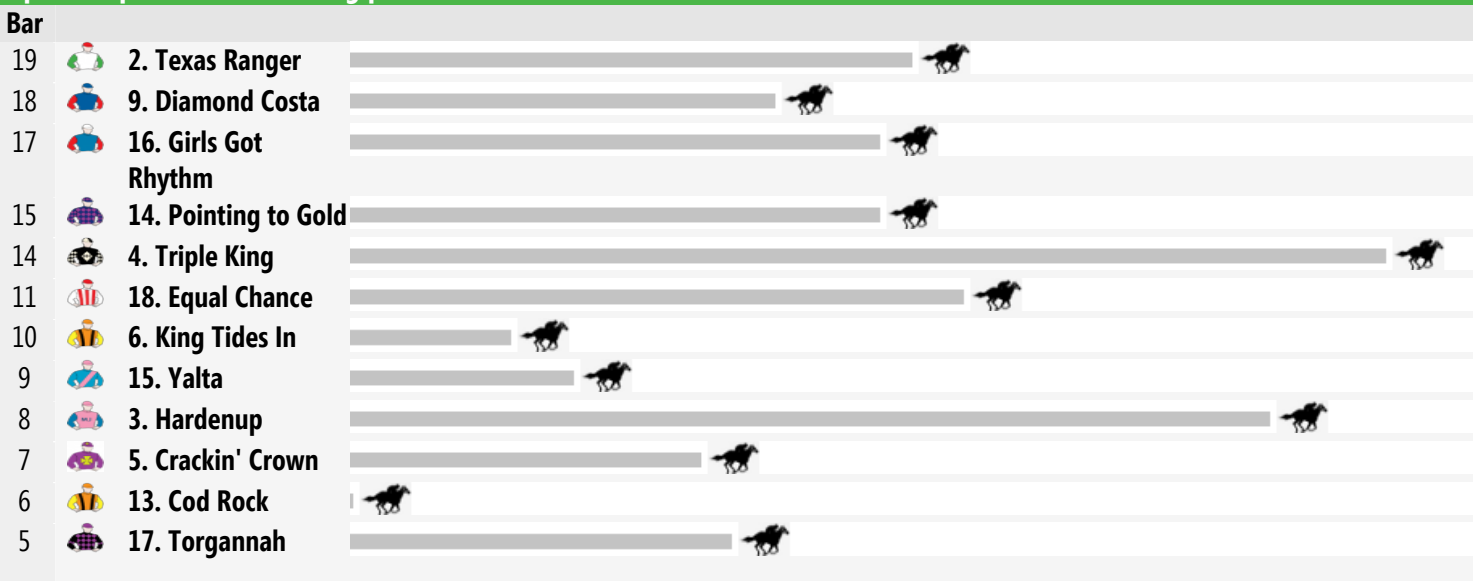 Bar
19 2. Texas Ranger
18 9. Diamond Costa
17 16. Girls Got
Rhythm
15 14. Pointing to Gold
14 4. Triple King
11 18. Equal Chance
10 6. King Tides In
9 15. Yalta
8 3. Hardenup
7 5. Crackin' Crown
6 13. Cod Rock
5 17. Torgannah